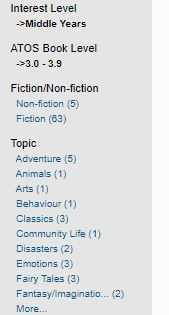 Interest Level
->Middle Years
ATOS Book Level
->3.0 - 3.9
Fiction/Non-fiction
Non-fiction (5)
Fiction (63)
Topic
Adventure (5)
Animals (1)
Arts (1)
Behaviour (1)
Classics (3)
Community Life (1)
Disasters (2)
Emotions (3)
Fairy Tales (3)
Fantasy/Imaginatio... (2)
More...